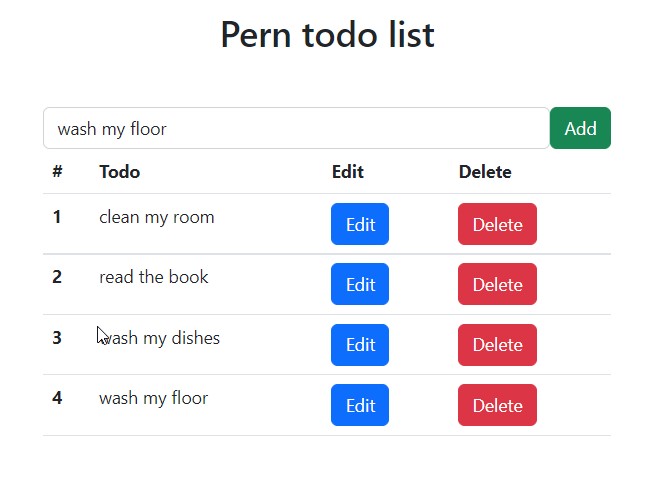 Pern todo list
wash my floor Add
# Todo Edit Delete
1 clean my room Edit Delete
2 read the book Edit Delete
3 wash my dishes Edit Delete
4 wash my floor Edit Delete